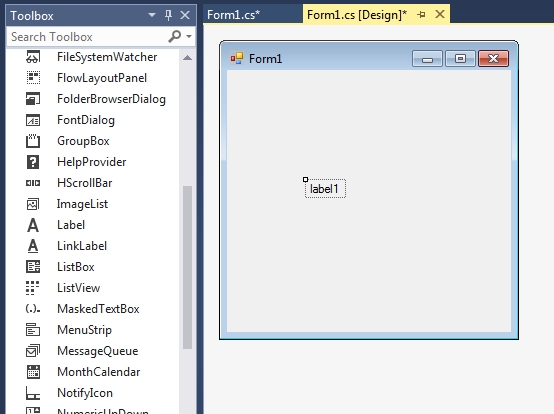 Toolbox
Search Toolbox
FileSystemWatcher
FlowLayoutPanel
FolderBrowserDialog
FontDialog
GroupBox
HelpProvider
HScrollBar
ImageList
Label
LinkLabel
ListBox
ListView
MaskedTextBox
MenuStrip
MessageQueue
MonthCalendar
NotifyIcon
NumericUpDown
Form1.cs*
Form1.cs [Design]*
Form1
label1